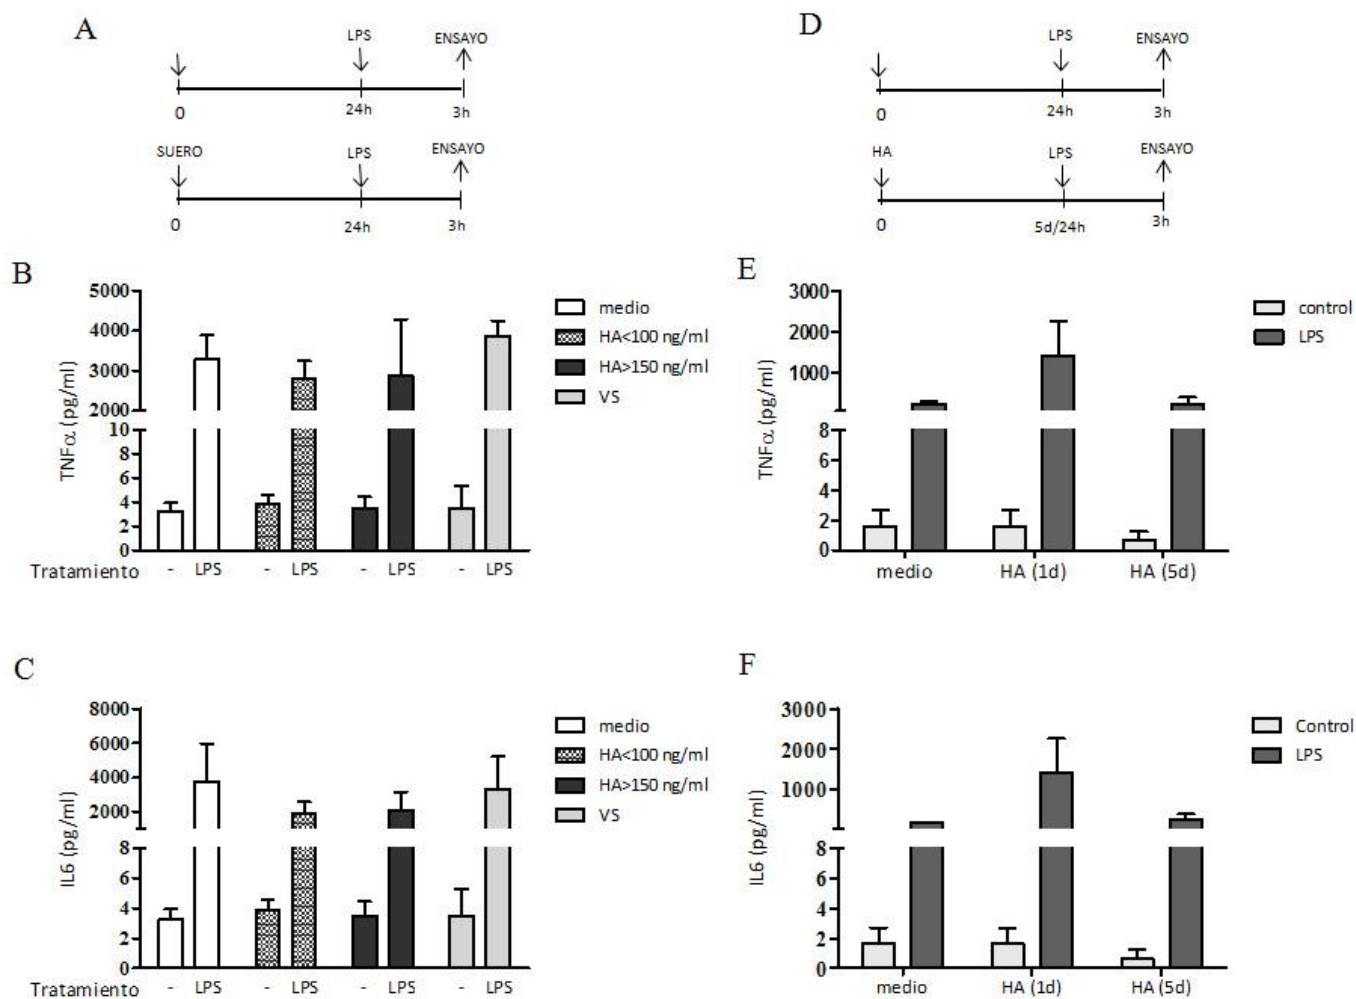 A
LPS
ENSAYO
0
24h
3h
SUERO
LPS
ENSAYO
0
24h
3h
B
5000
4000
3000
2000
10
8
6
4
2
0
TNFα (pg/ml)
medio
HA<100 ng/ml
HA>150 ng/ml
VS
Tratamiento - LPS - LPS - LPS - LPS
C
8000
6000
4000
2000
8
6
4
2
0
IL6 (pg/ml)
medio
HA<100 ng/ml
HA>150 ng/ml
VS
Tratamiento - LPS - LPS - LPS - LPS
D
LPS
ENSAYO
0
24h
3h
HA
LPS
ENSAYO
0
5d/24h
3h
E
3000
2000
1000
8
6
4
2
0
TNFα (pg/ml)
control
LPS
medio HA (1d) HA (5d)
F
3000
2000
1000
8
6
4
2
0
IL6 (pg/ml)
Control
LPS
medio HA (1d) HA (5d)